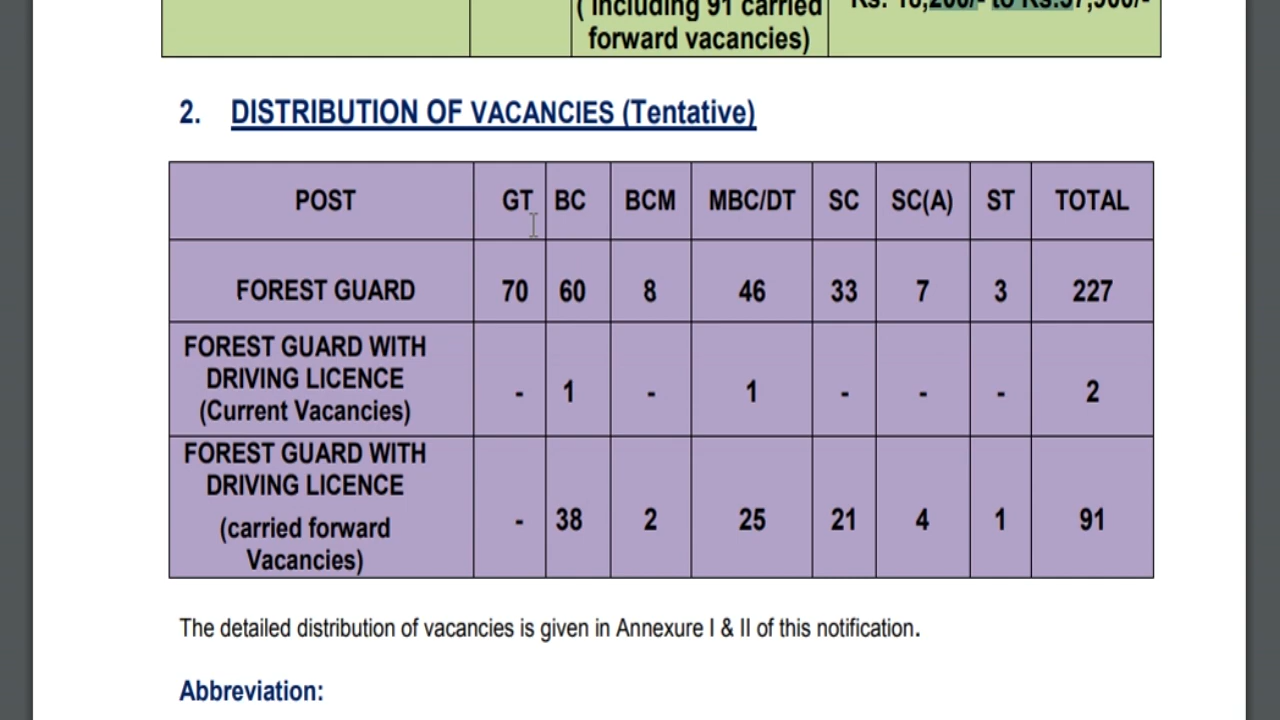 ( including 91 carried
forward vacancies)
to
2. DISTRIBUTION OF VACANCIES (Tentative)
POST GT BC BCM MBC/DT SC SC(A) ST TOTAL
FOREST GUARD 70 60 8 46 33 7 3 227
FOREST GUARD WITH
DRIVING LICENCE
(Current Vacancies)
- 1 - 1 - - - 2
FOREST GUARD WITH
DRIVING LICENCE
(carried forward
Vacancies)
- 38 2 25 21 4 1 91
The detailed distribution of vacancies is given in Annexure I & II of this notification.
Abbreviation: